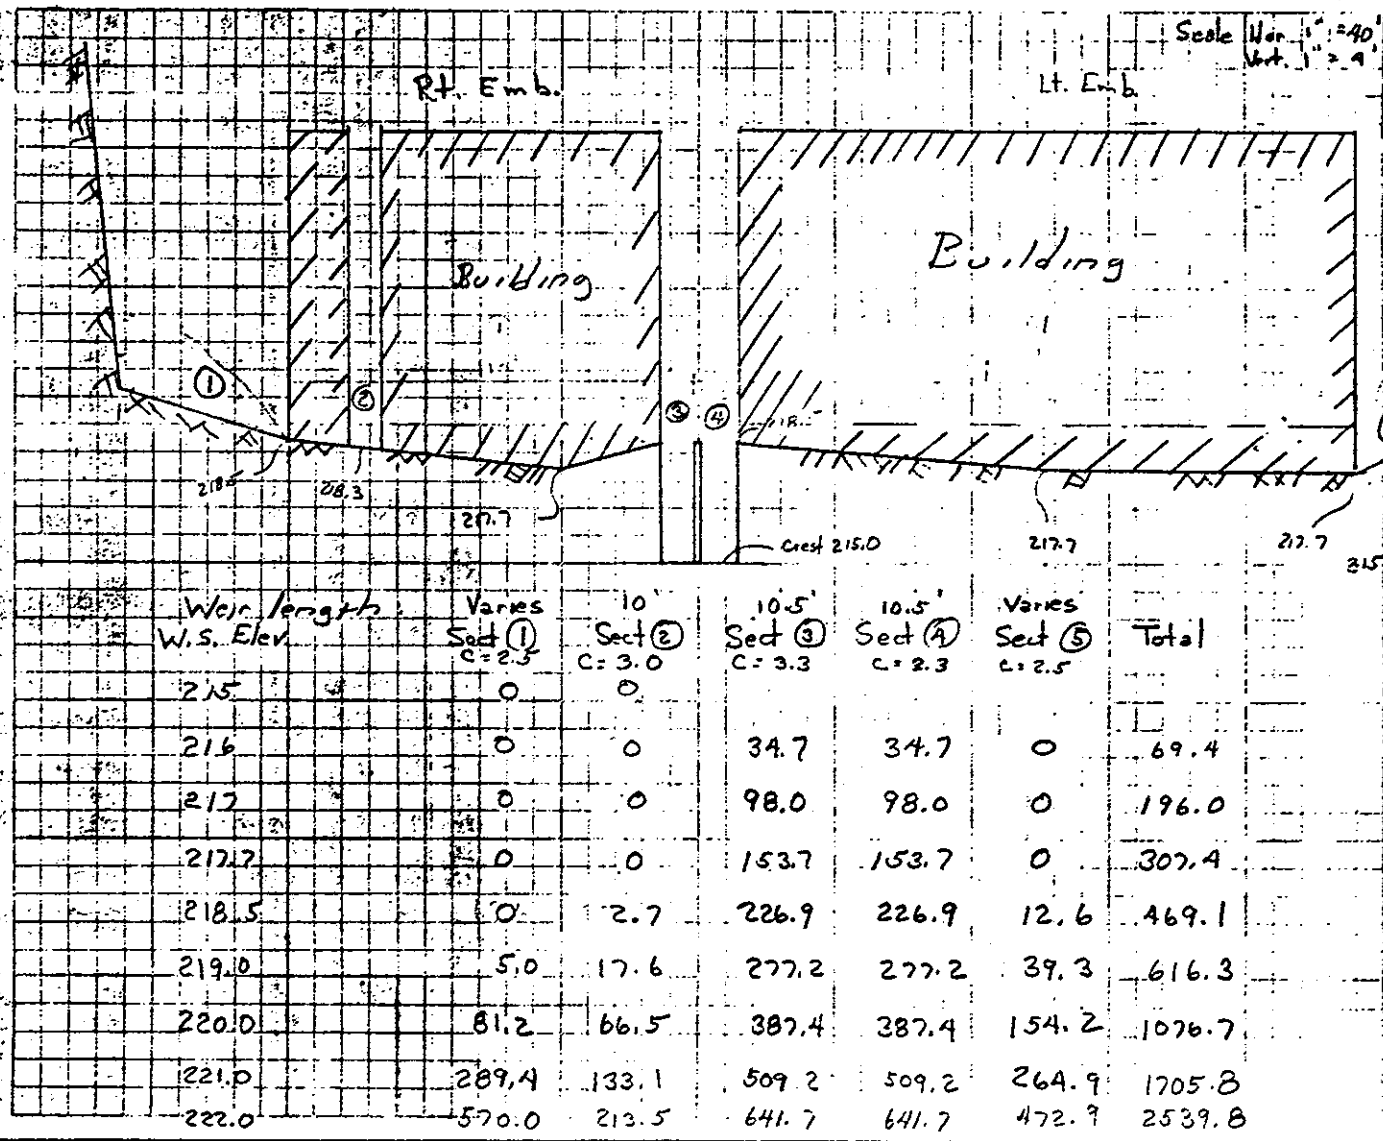 Scale Hor. 1" = 40'
Vert. 1" = 4'
Rt. Emb.
Lt. Emb.
Building
Building
①
②
③ ④
218.3
217.7
Crest 215.0
217.7
217.7
315
Weir length Varies 10' 10.5' 10.5' Varies
W.S. Elev. Sect ① Sect ② Sect ③ Sect ④ Sect ⑤ Total
C = 2.5 C = 3.0 C = 3.3 C = 3.3 C = 2.5
215 0 0
216 0 0 34.7 34.7 0 69.4
217 0 0 98.0 98.0 0 196.0
217.7 0 0 153.7 153.7 0 307.4
218.5 0 2.7 226.9 226.9 12.6 469.1
219.0 5.0 17.6 277.2 277.2 39.3 616.3
220.0 81.2 66.5 387.4 387.4 154.2 1076.7
221.0 289.4 133.1 509.2 509.2 264.9 1705.8
222.0 570.0 213.5 641.7 641.7 472.9 2539.8